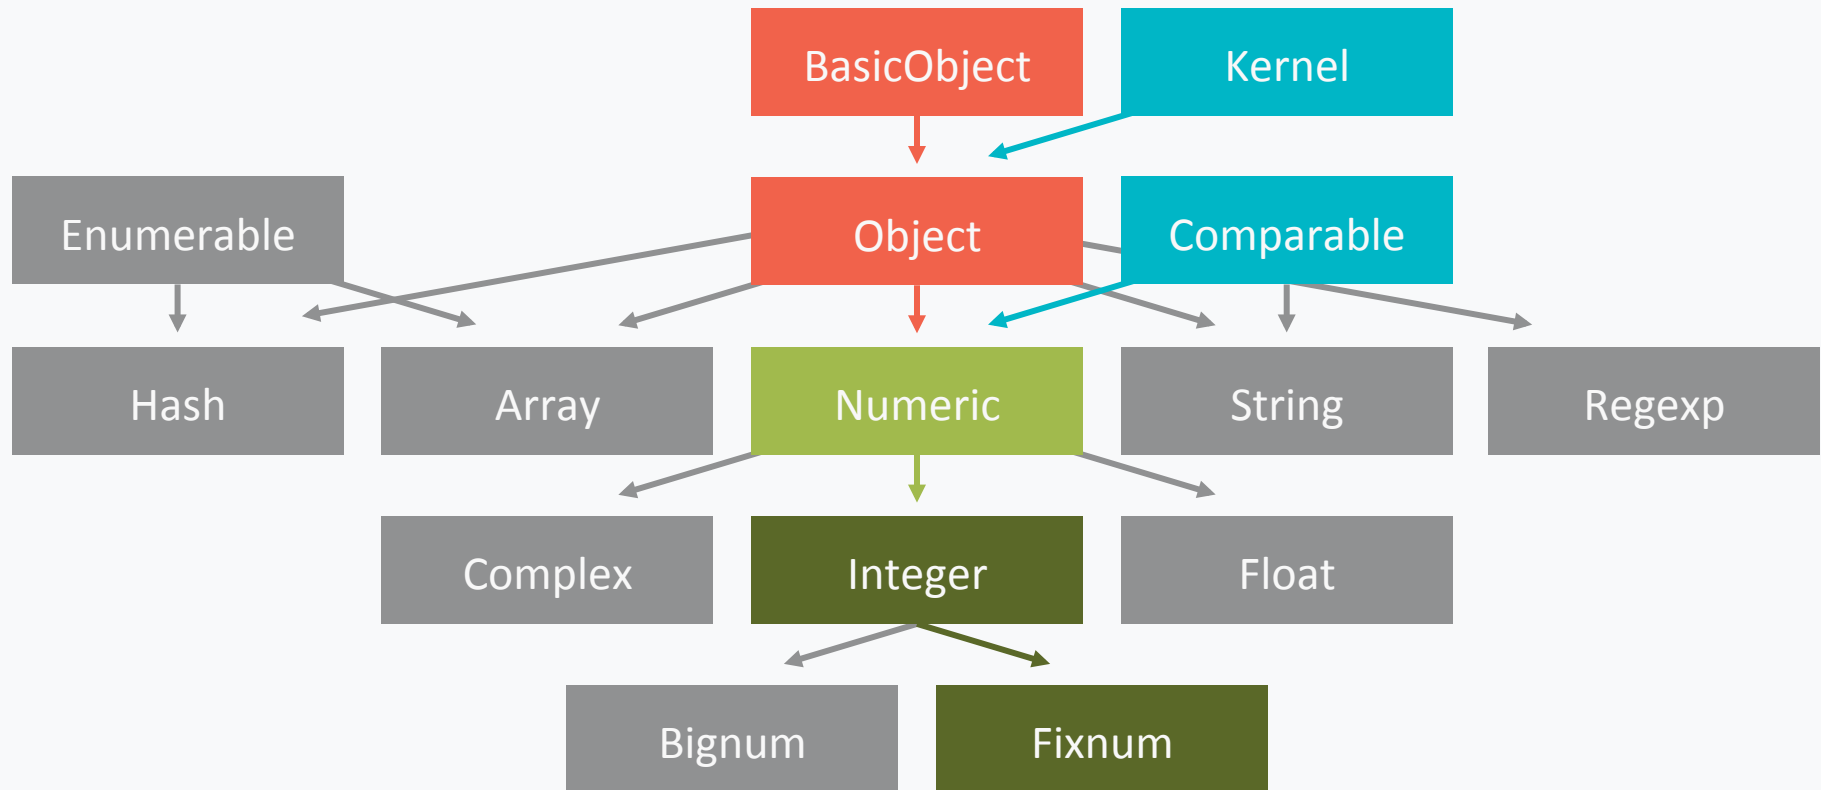 BasicObject
Kernel
Enumerable
Object
Comparable
Hash
Array
Numeric
String
Regexp
Complex
Integer
Float
Bignum
Fixnum